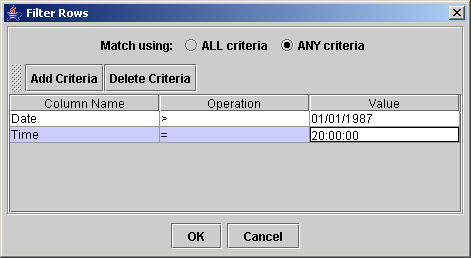 Filter Rows
Match using: ALL criteria ANY criteria
Add Criteria Delete Criteria
Column Name Operation Value
Date > 01/01/1987
Time = 20:00:00
OK Cancel